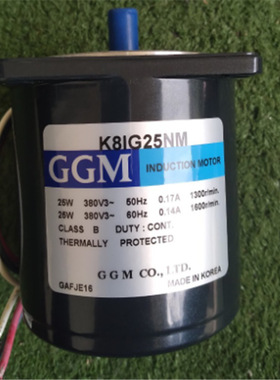 K8IG25NM
GGM INDUCTION MOTOR
25W 380V3~ 50Hz 0.17A 1300r/min.
25W 380V3~ 60Hz 0.14A 1600r/min.
CLASS B DUTY : CONT.
THERMALLY PROTECTED
GGM CO., LTD.
GAFJE16 MADE IN KOREA